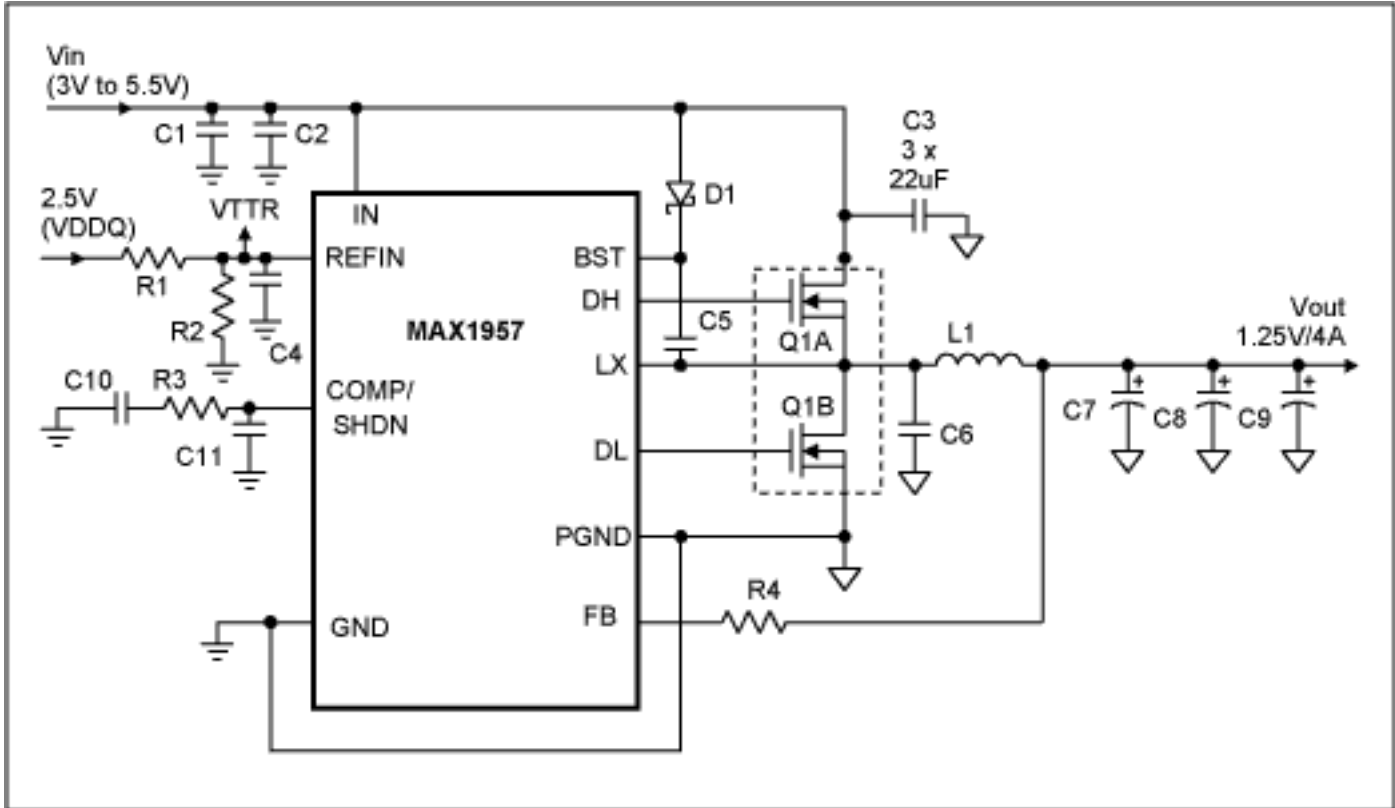 Vin
(3V to 5.5V)
C1
C2
C3
3 x
22uF
2.5V
(VDDQ)
VTTR
D1
IN
REFIN
BST
R1
DH
R2
C4
MAX1957
C5
Q1A
L1
Vout
1.25V/4A
LX
C10
R3
COMP/
SHDN
Q1B
C6
C7
C8
C9
C11
DL
PGND
R4
GND
FB